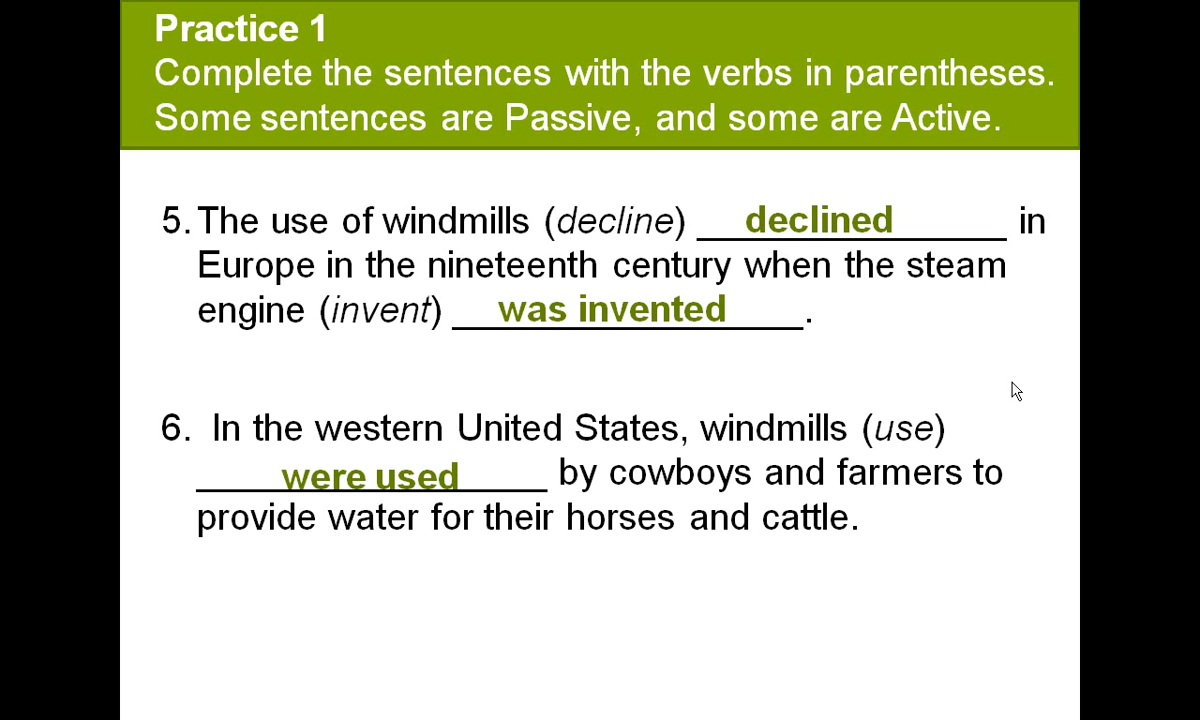 Practice 1
Complete the sentences with the verbs in parentheses.
Some sentences are Passive, and some are Active.
5. The use of windmills (decline) declined in
Europe in the nineteenth century when the steam
engine (invent) was invented.
6. In the western United States, windmills (use)
were used by cowboys and farmers to
provide water for their horses and cattle.